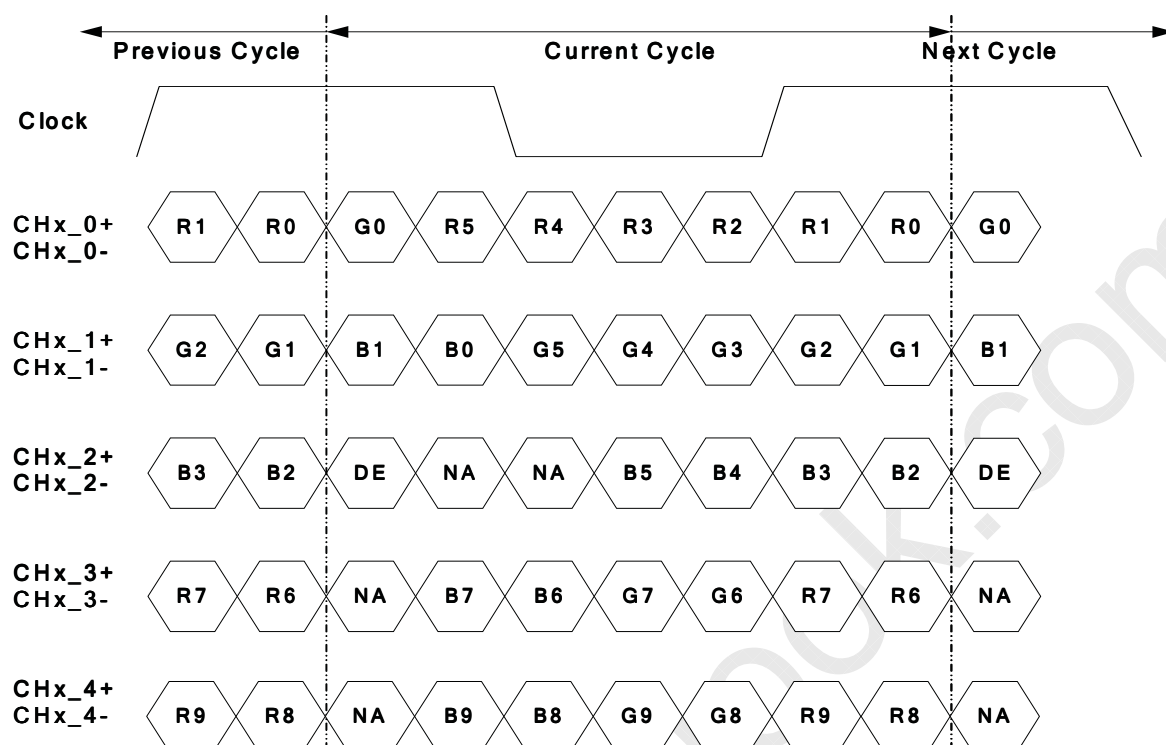 Previous Cycle Current Cycle Next Cycle
Clock
CHx_0+
CHx_0-
R1 R0 G0 R5 R4 R3 R2 R1 R0 G0
CHx_1+
CHx_1-
G2 G1 B1 B0 G5 G4 G3 G2 G1 B1
CHx_2+
CHx_2-
B3 B2 DE NA NA B5 B4 B3 B2 DE
CHx_3+
CHx_3-
R7 R6 NA B7 B6 G7 G6 R7 R6 NA
CHx_4+
CHx_4-
R9 R8 NA B9 B8 G9 G8 R9 R8 NA